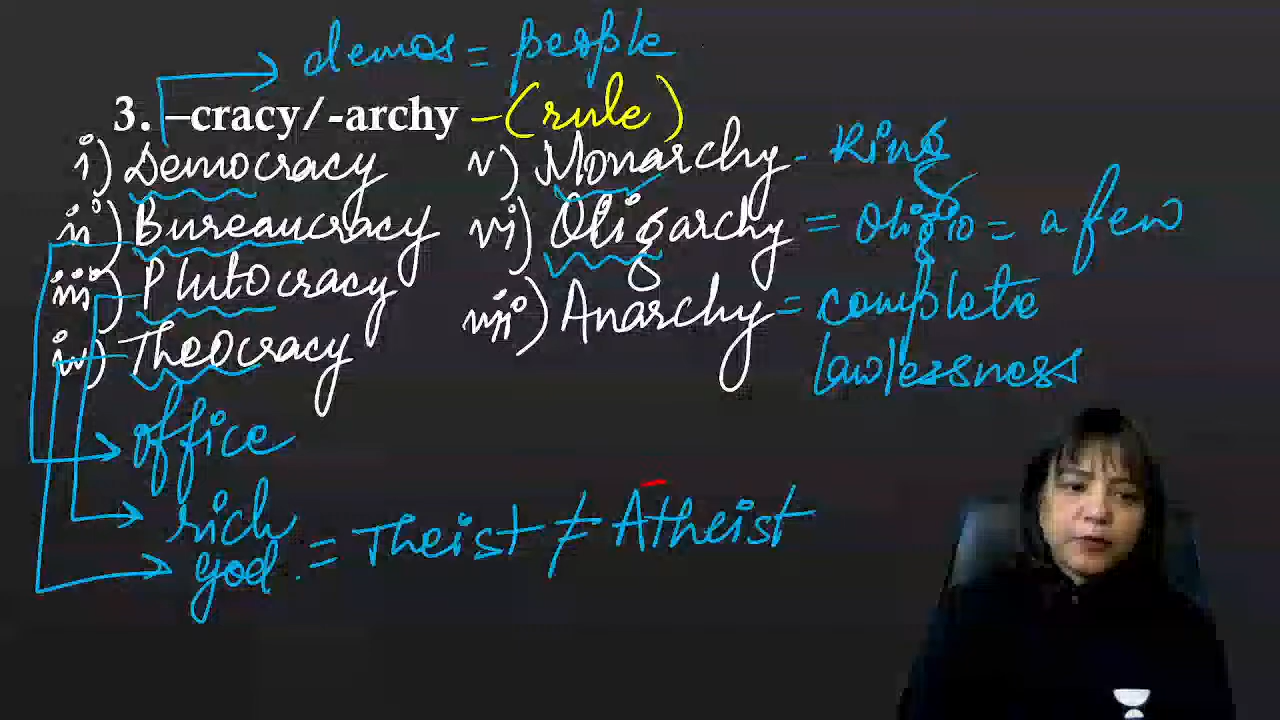 demos = people
3. –cracy/-archy – (rule)
i) Democracy
ii) Bureaucracy
iii) Plutocracy
iv) Theocracy
v) Monarchy - King
vi) Oligarchy = Oligio = a few
vii) Anarchy = complete
lawlessness
office
rich
god = Theist ≠ Atheist